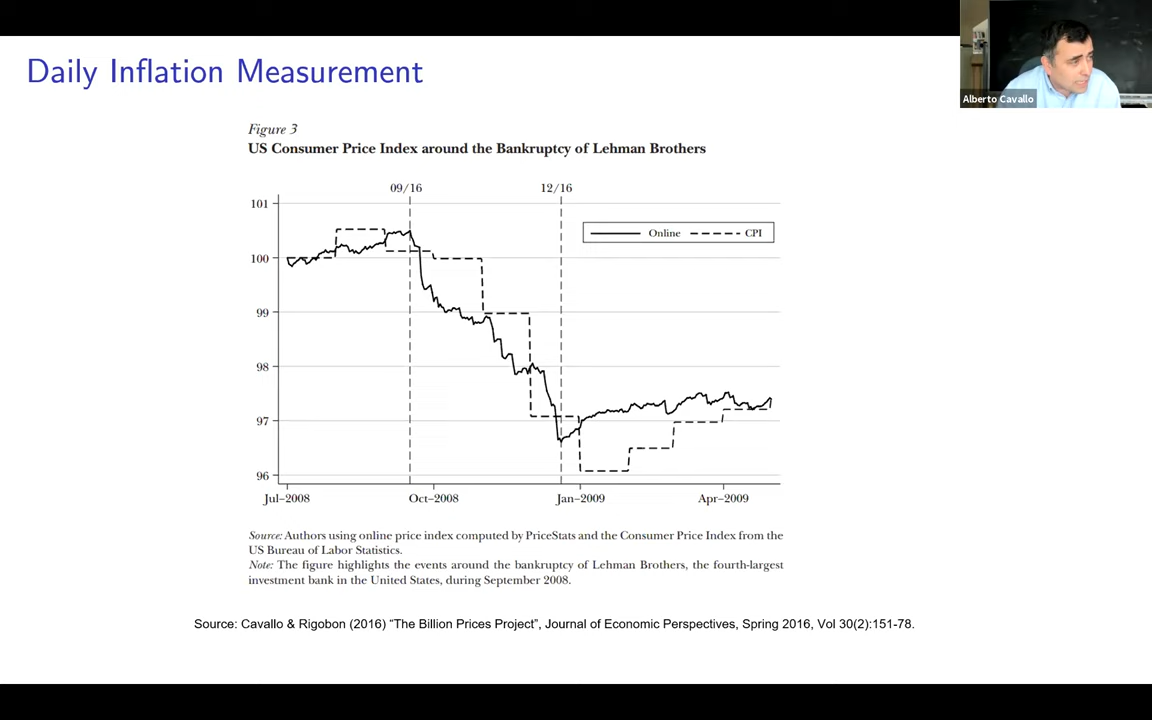 Daily Inflation Measurement
Alberto Cavallo
Figure 3
US Consumer Price Index around the Bankruptcy of Lehman Brothers
09/16
12/16
101
100
99
98
97
96
Online
CPI
Jul–2008
Oct–2008
Jan–2009
Apr–2009
Source: Authors using online price index computed by PriceStats and the Consumer Price Index from the
US Bureau of Labor Statistics.
Note: The figure highlights the events around the bankruptcy of Lehman Brothers, the fourth-largest
investment bank in the United States, during September 2008.
Source: Cavallo & Rigobon (2016) “The Billion Prices Project”, Journal of Economic Perspectives, Spring 2016, Vol 30(2):151-78.